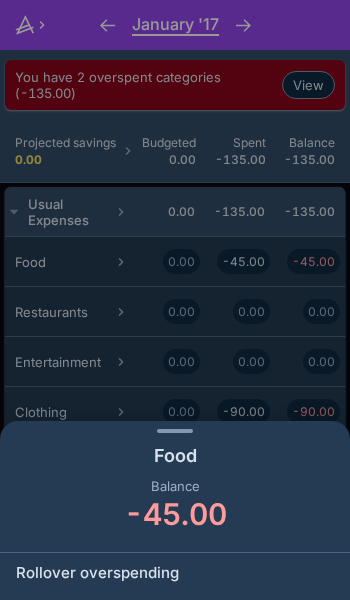 January '17
You have 2 overspent categories
(-135.00)
View
Projected savings Budgeted Spent Balance
0.00 0.00 -135.00 -135.00
Usual
Expenses 0.00 -135.00 -135.00
Food 0.00 -45.00 -45.00
Restaurants 0.00 0.00 0.00
Entertainment 0.00 0.00 0.00
Clothing 0.00 -90.00 -90.00
Food
Balance
-45.00
Rollover overspending